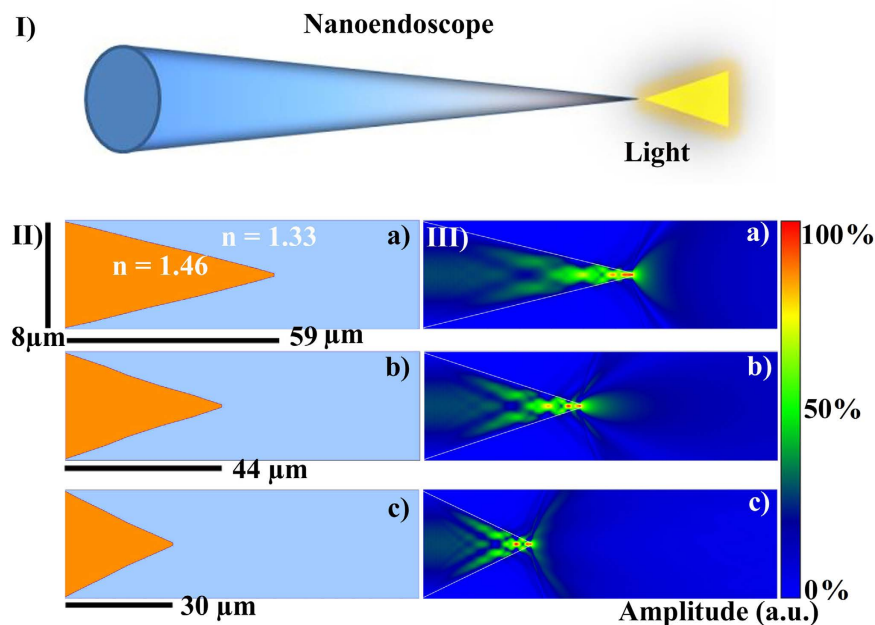 I)
Nanoendoscope
Light
II)
n = 1.33
a)
n = 1.46
8µm
59 µm
b)
44 µm
c)
30 µm
III)
a)
b)
c)
100%
50%
0%
Amplitude (a.u.)